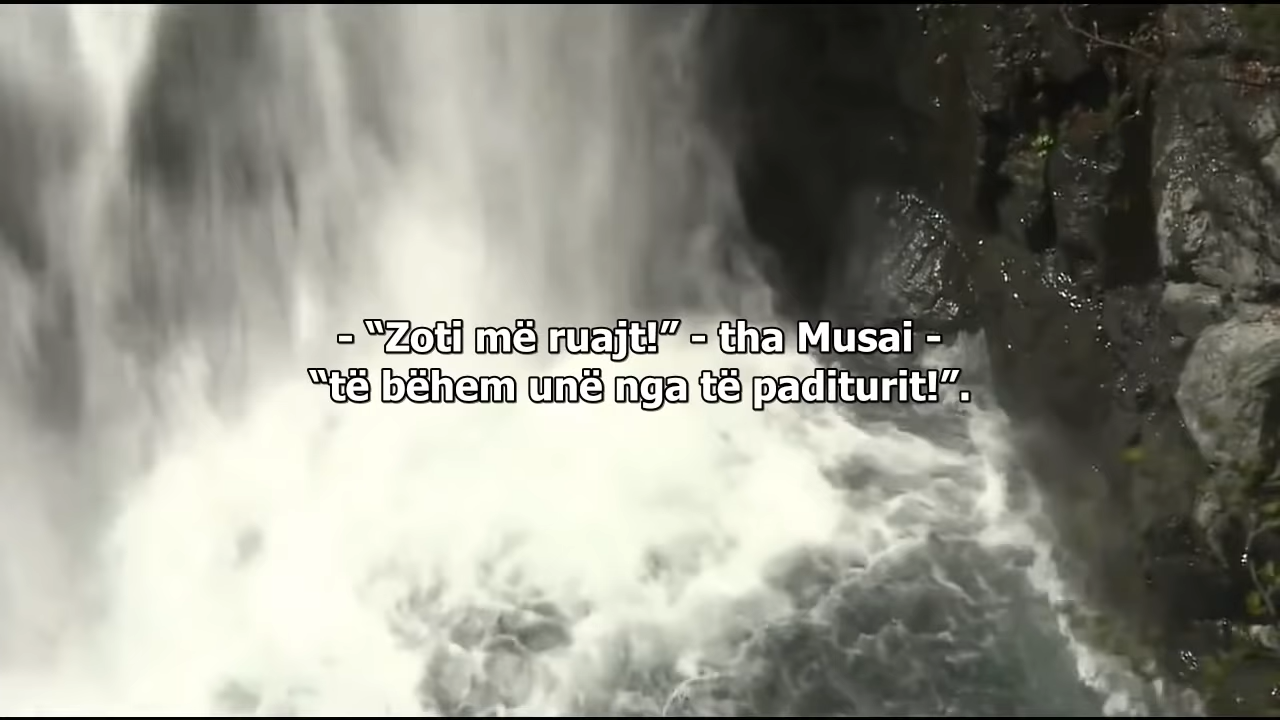 - “Zoti më ruajt!” - tha Musai -
“të bëhem unë nga të paditurit!”.